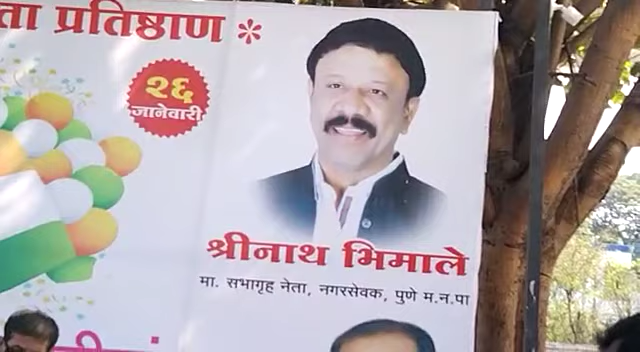 ता प्रतिष्ठाण *
२६
जानेवारी
श्रीनाथ भिमाले
मा. सभागृह नेता, नगरसेवक, पुणे म.न.पा